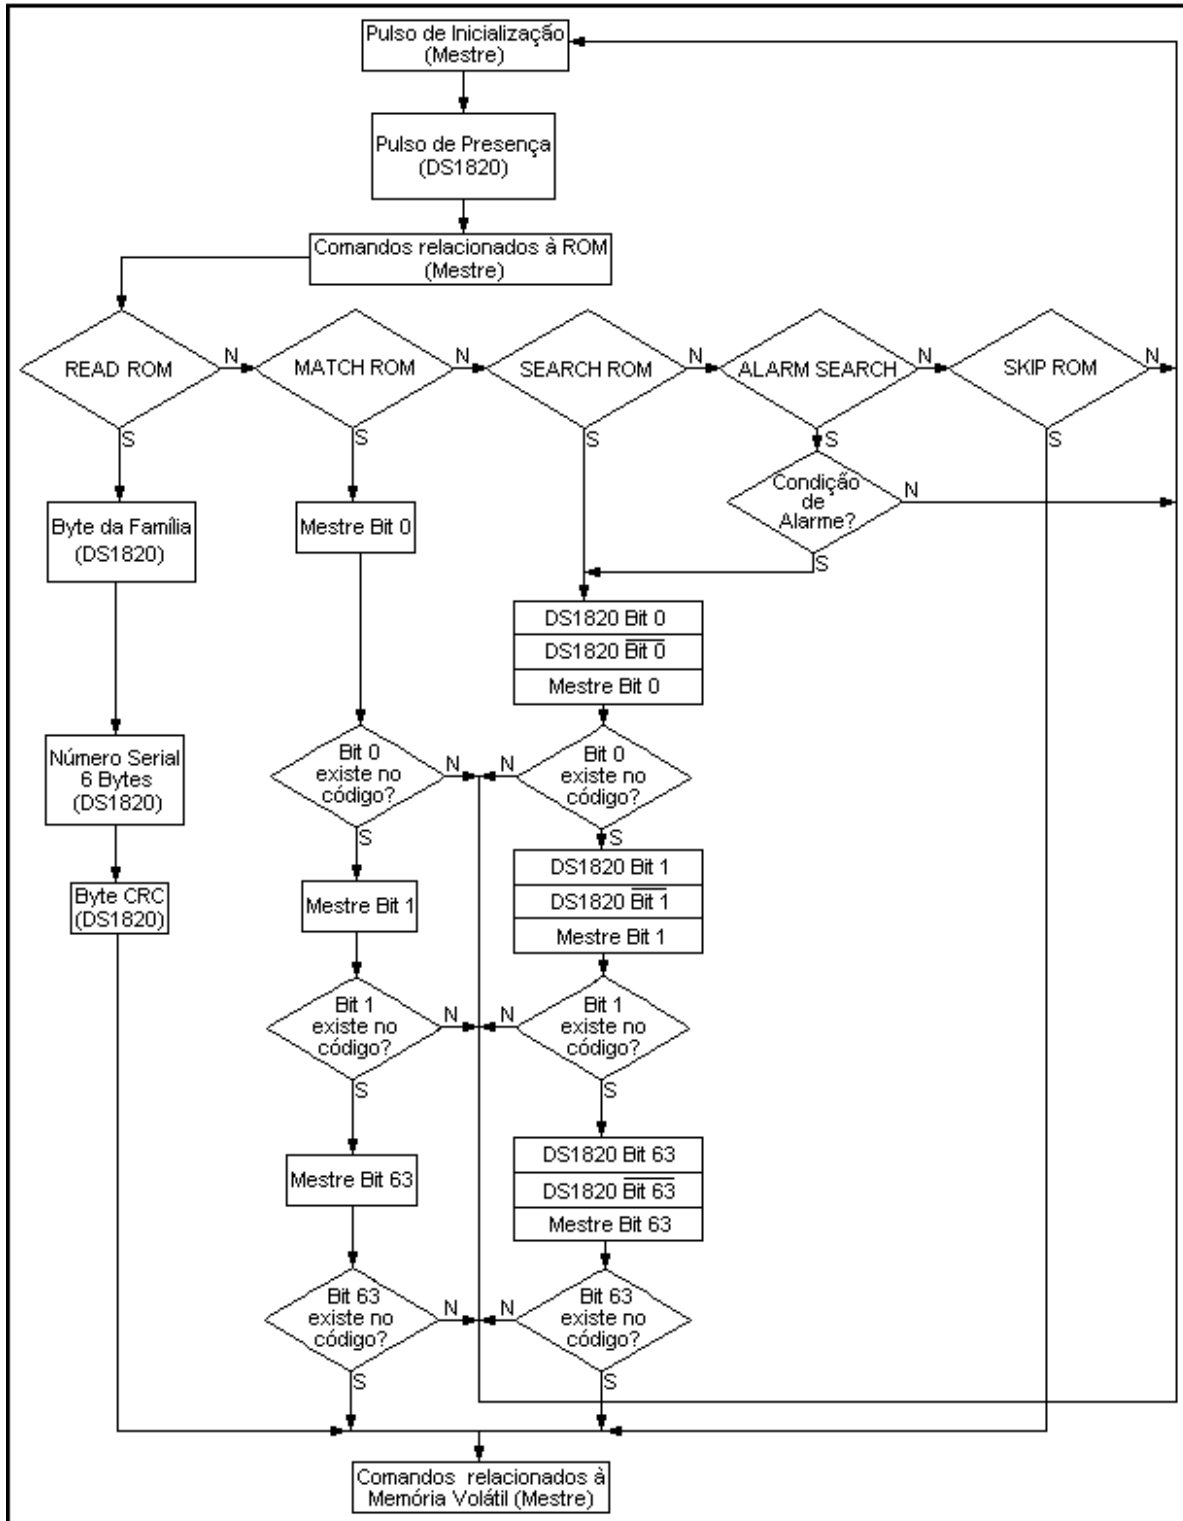 Pulso de Inicialização
(Mestre)
Pulso de Presença
(DS1820)
Comandos relacionados à ROM
(Mestre)
READ ROM
N
MATCH ROM
N
SEARCH ROM
N
ALARM SEARCH
N
SKIP ROM
N
S
S
S
S
S
Condição
de
Alarme?
N
S
Byte da Família
(DS1820)
Mestre Bit 0
DS1820 Bit 0
DS1820 Bit 0
Mestre Bit 0
Número Serial
6 Bytes
(DS1820)
Bit 0
existe no
código?
N
S
N
Bit 0
existe no
código?
S
Byte CRC
(DS1820)
Mestre Bit 1
DS1820 Bit 1
DS1820 Bit 1
Mestre Bit 1
Bit 1
existe no
código?
N
S
N
Bit 1
existe no
código?
S
Mestre Bit 63
DS1820 Bit 63
DS1820 Bit 63
Mestre Bit 63
Bit 63
existe no
código?
N
S
N
Bit 63
existe no
código?
S
Comandos relacionados à
Memória Volátil (Mestre)